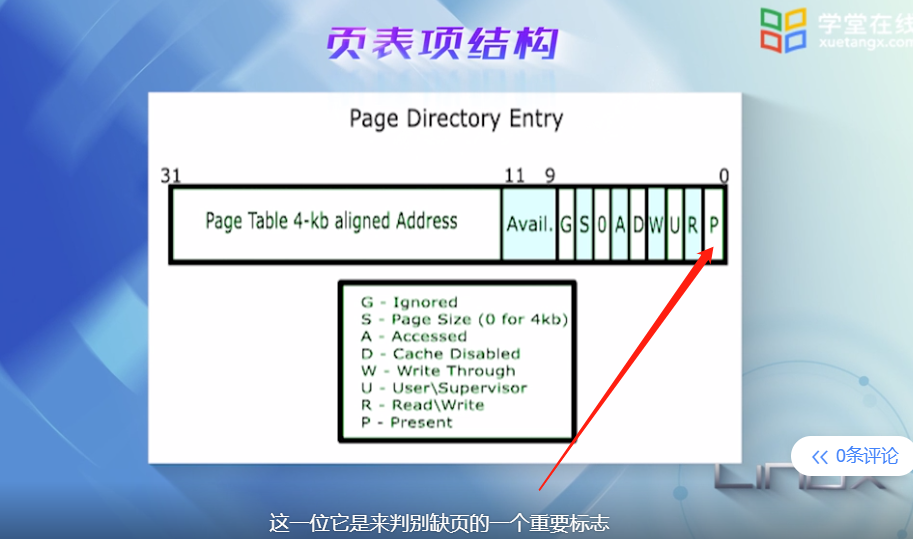 页表项结构
学堂在线
xuetangx.com
Page Directory Entry
31 11 9 0
Page Table 4-kb aligned Address Avail. G S 0 A D W U R P
G - Ignored
S - Page Size (0 for 4kb)
A - Accessed
D - Cache Disabled
W - Write Through
U - User\Supervisor
R - Read\Write
P - Present
0条评论
这一位它是来判别缺页的一个重要标志